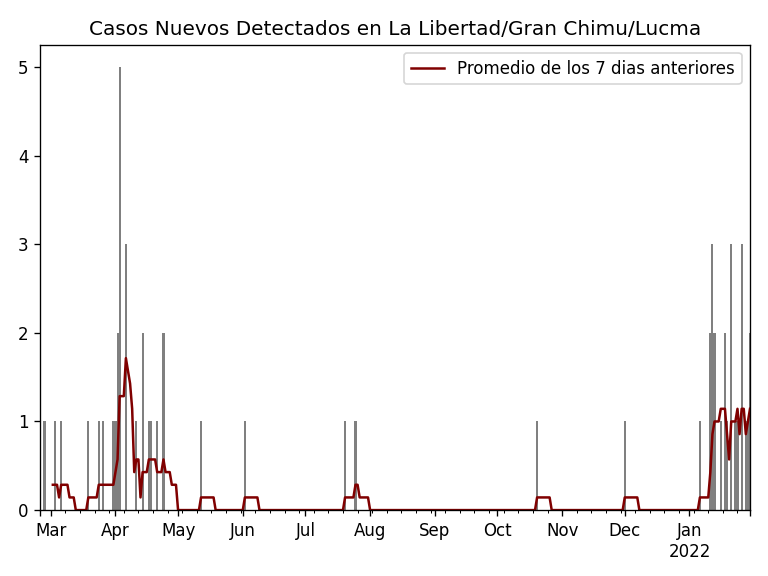 Casos Nuevos Detectados en La Libertad/Gran Chimu/Lucma
Promedio de los 7 dias anteriores
5
4
3
2
1
0
Mar Apr May Jun Jul Aug Sep Oct Nov Dec Jan
2022